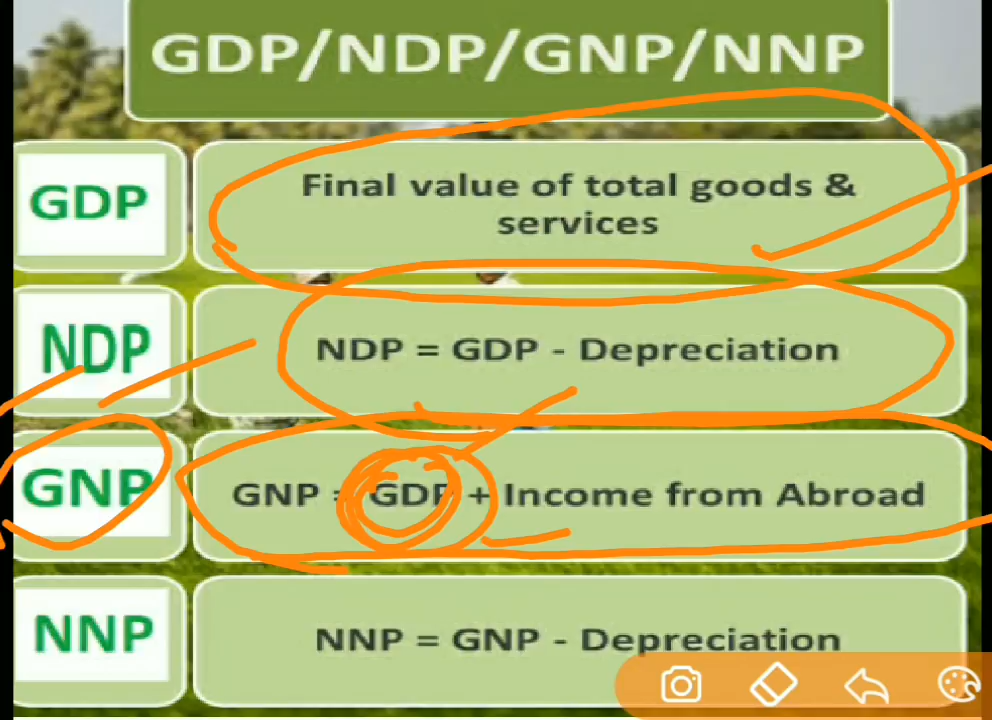 GDP/NDP/GNP/NNP
GDP
Final value of total goods &
services
NDP
NDP = GDP - Depreciation
GNP
GNP = GDP + Income from Abroad
NNP
NNP = GNP - Depreciation